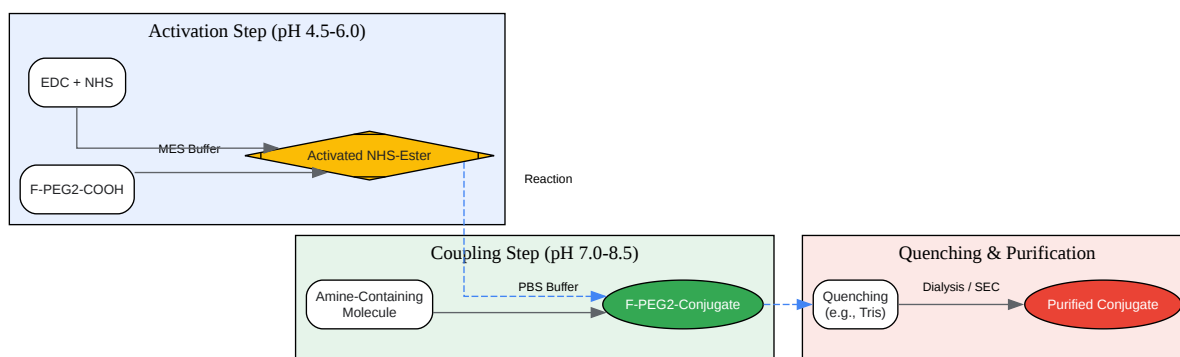 Activation Step (pH 4.5-6.0)
EDC + NHS
MES Buffer
Activated NHS-Ester
F-PEG2-COOH
Reaction
Coupling Step (pH 7.0-8.5)
Amine-Containing
Molecule
PBS Buffer
F-PEG2-Conjugate
Quenching & Purification
Quenching
(e.g., Tris)
Dialysis / SEC
Purified Conjugate